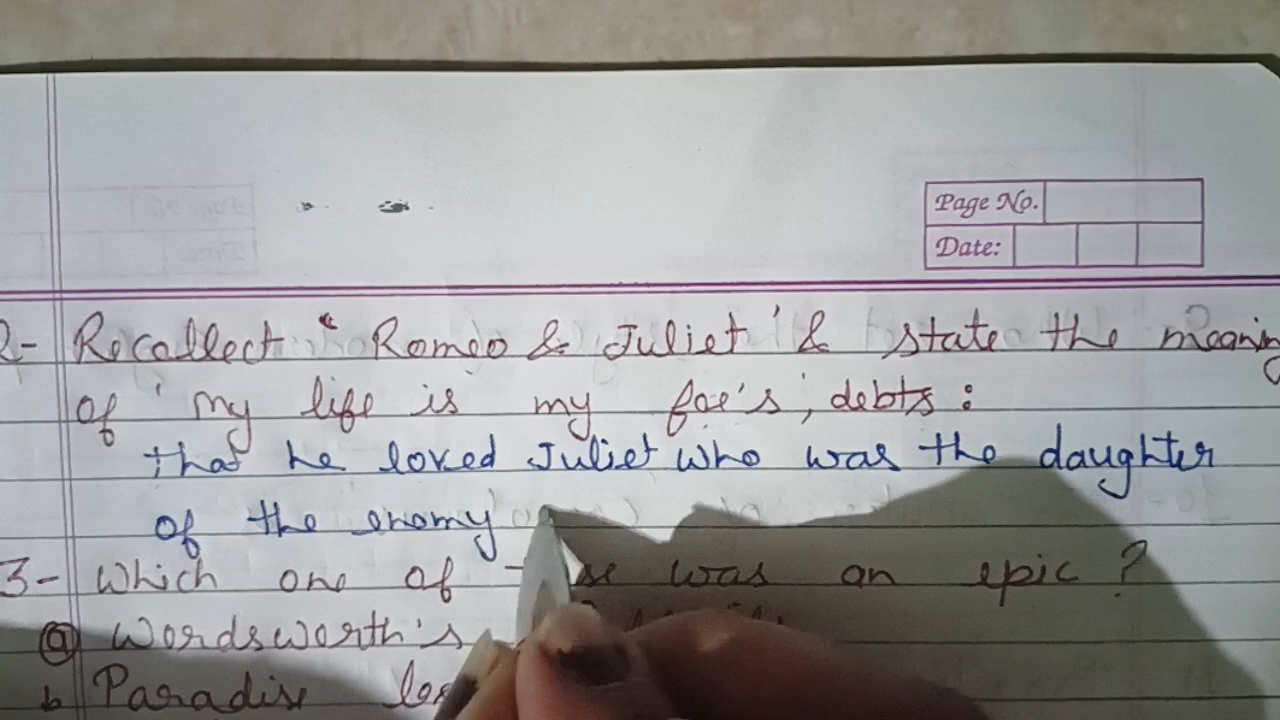 Page No.
Date:
2- Recollect "Romeo & Juliet' & state the meaning
of 'my life is my foe's', debts :
that he loved Juliet who was the daughter
of the enemy
3- Which one of was an epic ?
a Wordsworth's
b Paradise